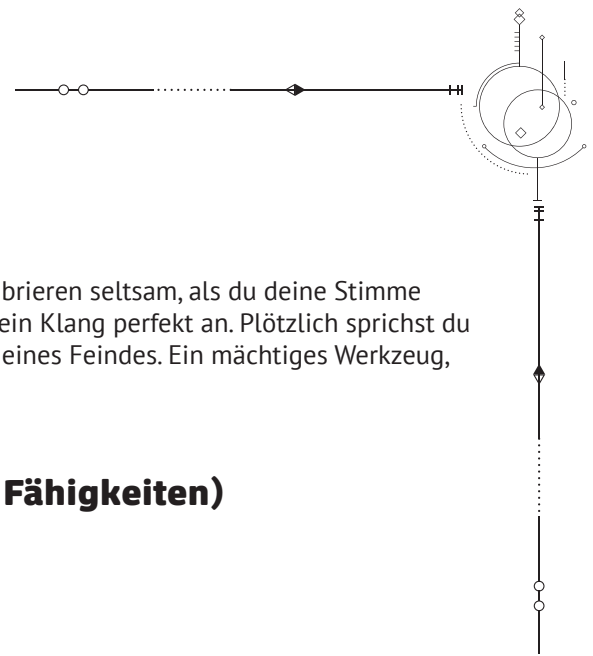 brieren seltsam, als du deine Stimme
ein Klang perfekt an. Plötzlich sprichst du
eines Feindes. Ein mächtiges Werkzeug,
Fähigkeiten)